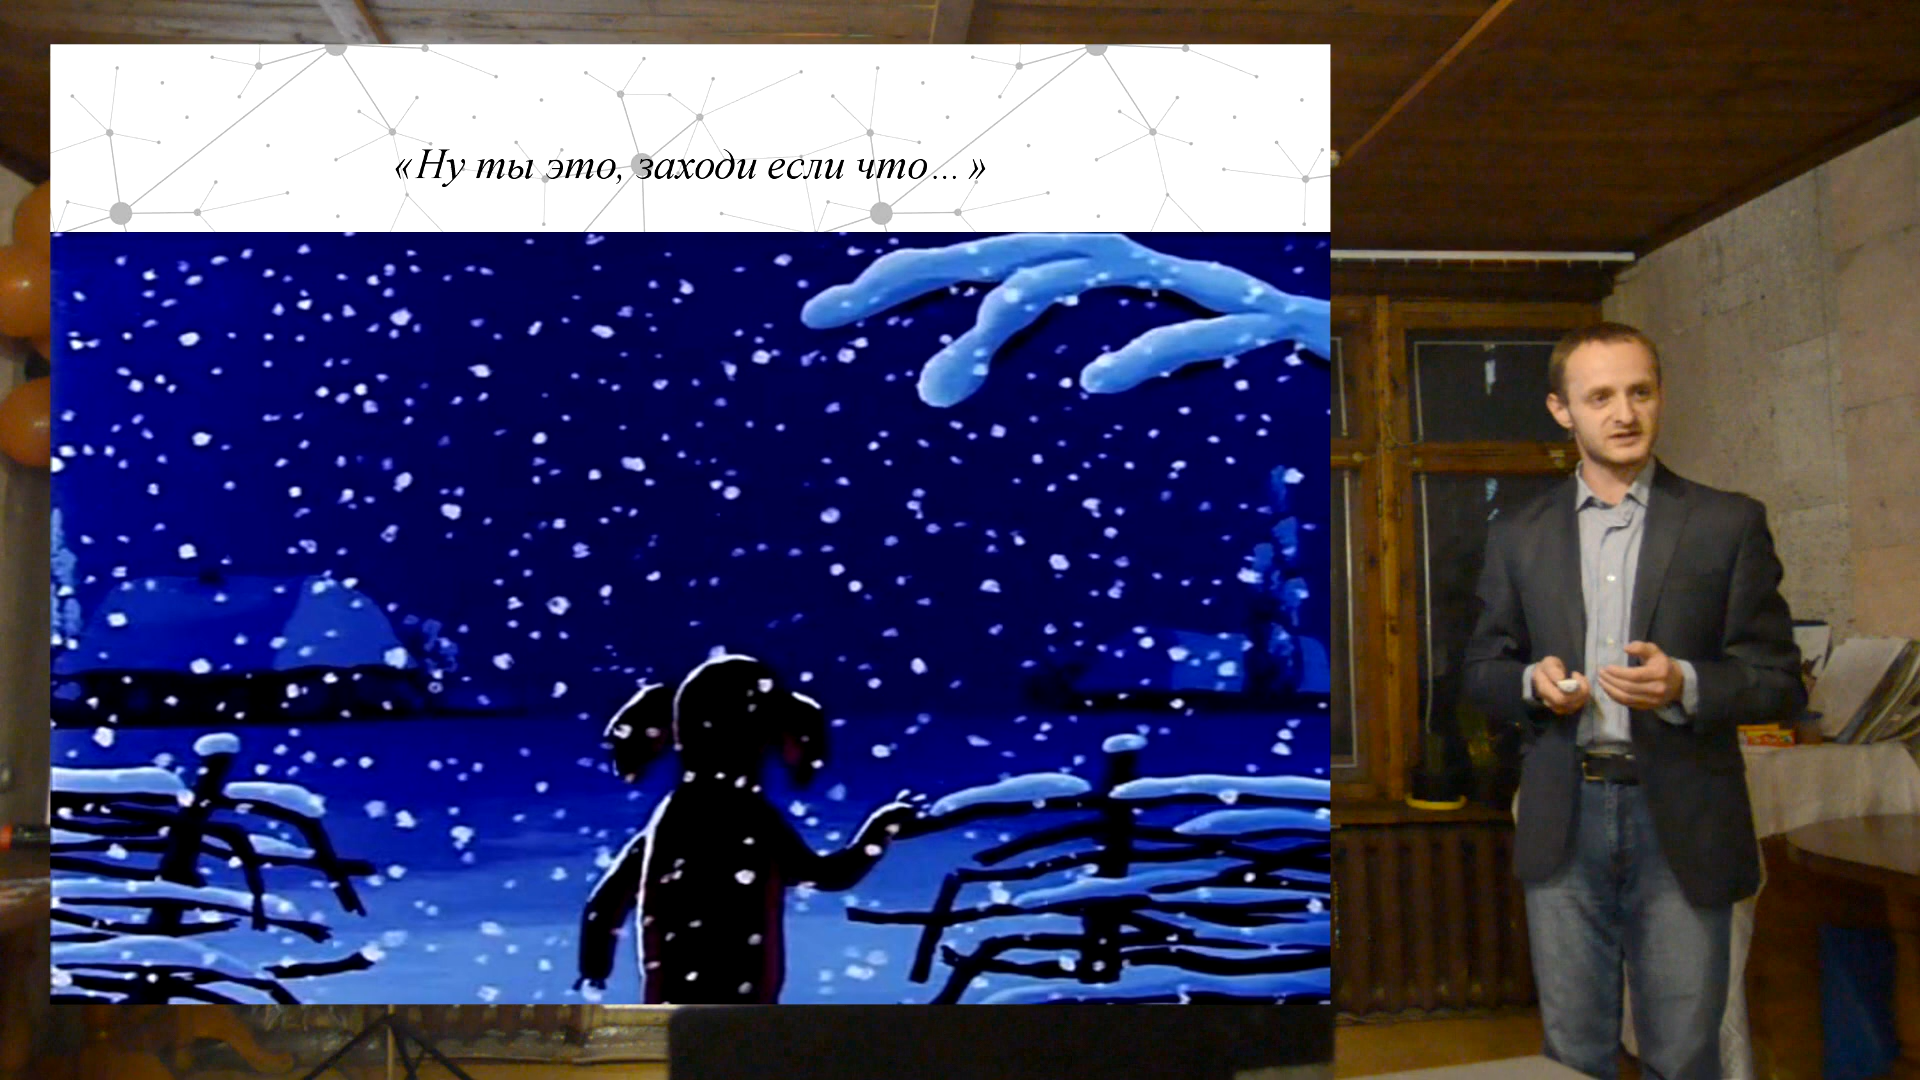 «Ну ты это, заходи если что…»